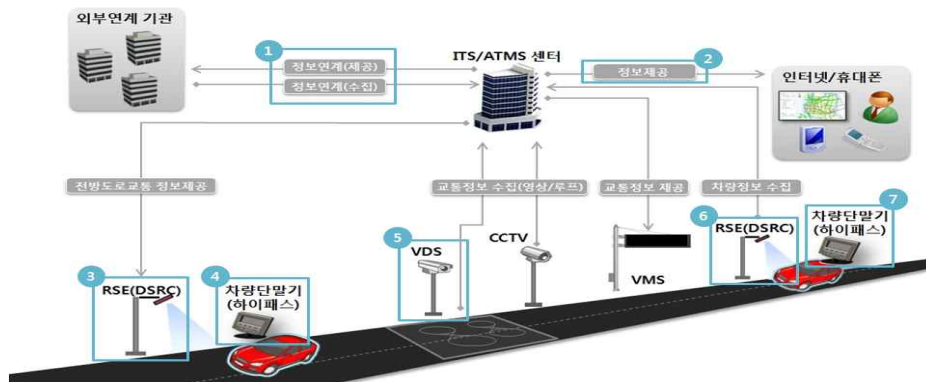 외부연계 기관
1
정보연계(제공)
정보연계(수집)
ITS/ATMS 센터
2
정보제공
인터넷/휴대폰
전방도로교통 정보제공
교통정보 수집(영상/루프)
교통정보 제공
차량정보 수집
3
RSE(DSRC)
4
차량단말기
(하이패스)
5
VDS
CCTV
VMS
6
RSE(DSRC)
7
차량단말기
(하이패스)